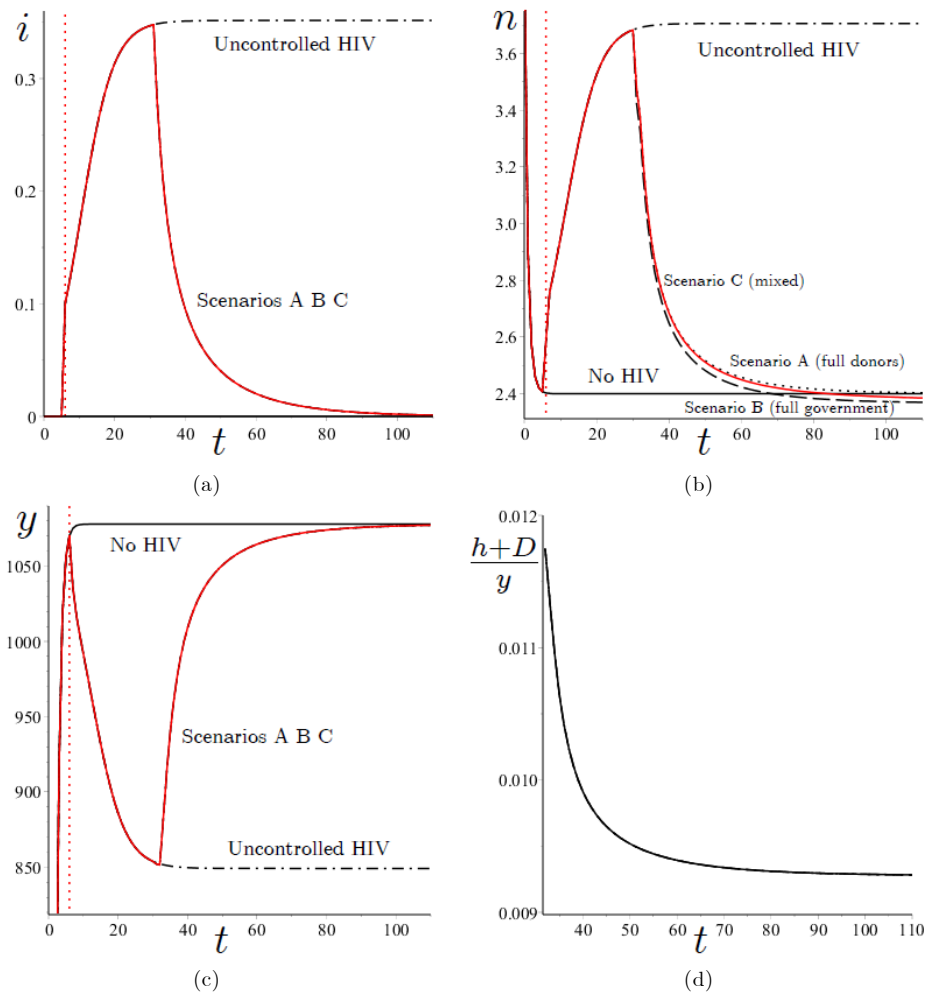 i
Uncontrolled HIV
0.3
0.2
Scenarios A B C
0.1
0
0 20 40 60 80 100
t
(a)
n
3.6
Uncontrolled HIV
3.4
3.2
3.0
2.8
Scenario C (mixed)
2.6
Scenario A (full donors)
No HIV
2.4
Scenario B (full government)
0 20 40 60 80 100
t
(b)
y
No HIV
1050
1000
950
Scenarios A B C
900
Uncontrolled HIV
850
0 20 40 60 80 100
t
(c)
0.012
h+D
y
0.011
0.010
0.009
40 50 60 70 80 90 100 110
t
(d)